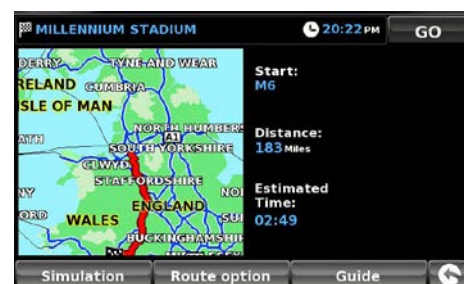 MILLENNIUM STADIUM
20:22 PM
GO
DERRY
TYNE-AND WEAR
RELAND
CUMBRIA
ISLE OF MAN
ATH
NORTH HUMBER
A1
SOUTH YORKSHIRE
CLWYD
STAFFORDSHIRE
NO
ORD
WALES
ENGLAND
SU
BUCKINGHAMSHI
Start:
M6
Distance:
183 Miles
Estimated
Time:
02:49
Simulation
Route option
Guide